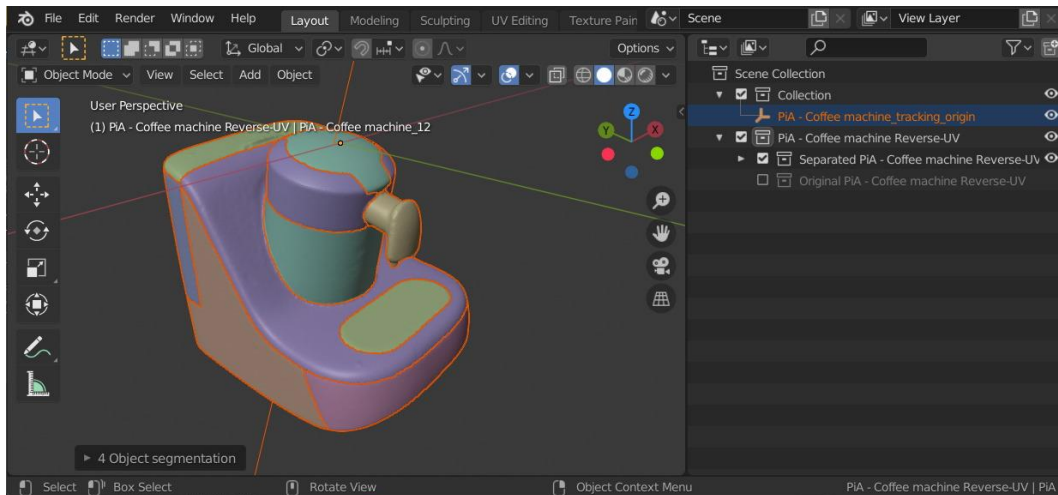 File Edit Render Window Help Layout Modeling Sculpting UV Editing Texture Pain Scene View Layer
Global Options
Object Mode View Select Add Object
User Perspective
(1) PiA - Coffee machine Reverse-UV | PiA - Coffee machine_12
Z
Y
X
4 Object segmentation
Scene Collection
Collection
PiA - Coffee machine_tracking_origin
PiA - Coffee machine Reverse-UV
Separated PiA - Coffee machine Reverse-UV
Original PiA - Coffee machine Reverse-UV
Select Box Select Rotate View Object Context Menu PiA - Coffee machine Reverse-UV | PiA